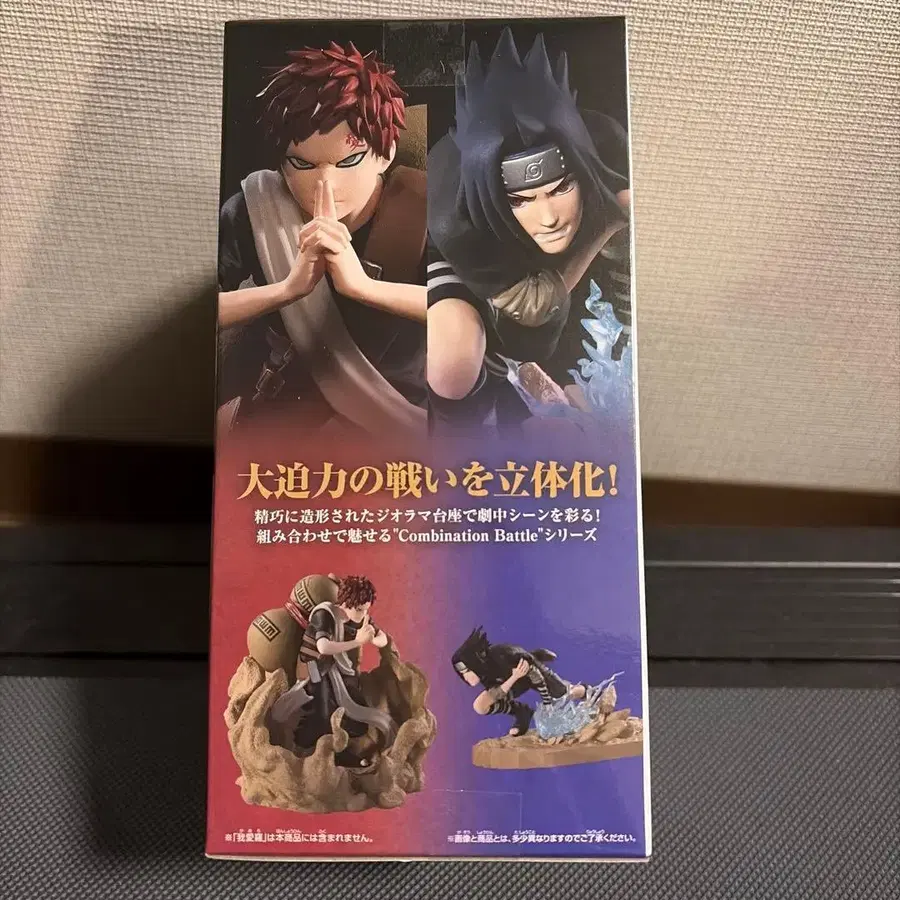 大迫力の戦いを立体化!
精巧に造形されたジオラマ台座で劇中シーンを彩る!
組み合わせで魅せる"Combination Battle"シリーズ
※「我愛羅」は本商品には含まれません。
※画像と商品とは、多少異なりますのでご了承ください。